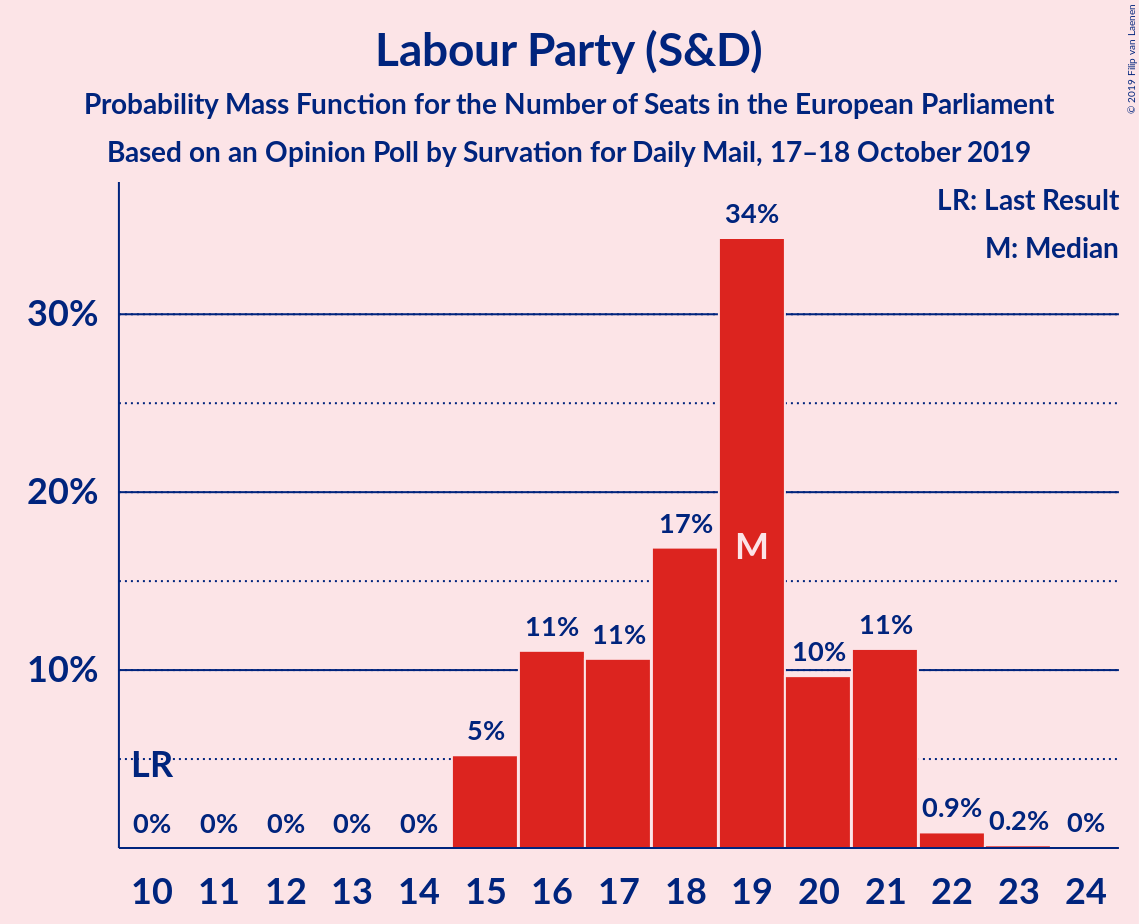 Labour Party (S&D)
Probability Mass Function for the Number of Seats in the European Parliament
Based on an Opinion Poll by Survation for Daily Mail, 17–18 October 2019
© 2019 Filip van Laenen
LR: Last Result
M: Median
34%
30%
20%
17%
M
11%
11%
11%
10%
10%
5%
LR
0%
0%
0%
0%
0%
0.9%
0.2%
0%
10 11 12 13 14 15 16 17 18 19 20 21 22 23 24